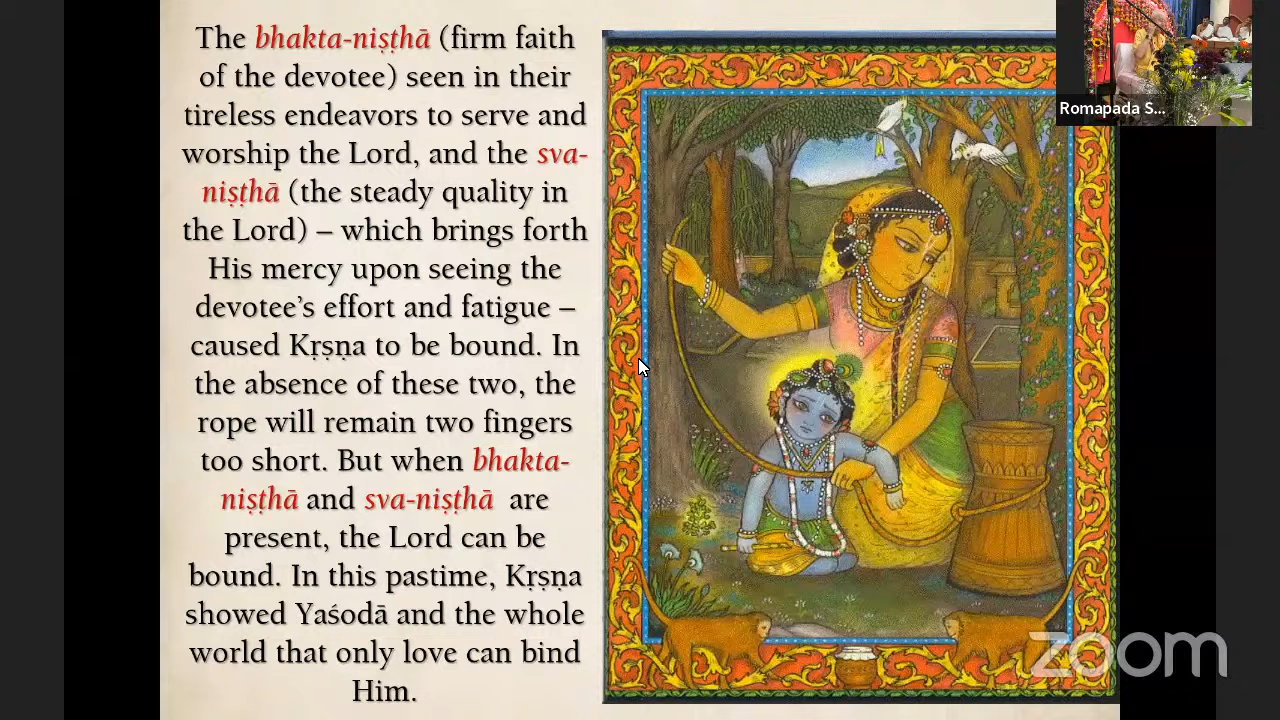 The bhakta-niṣṭhā (firm faith
of the devotee) seen in their
tireless endeavors to serve and
worship the Lord, and the sva-
niṣṭhā (the steady quality in
the Lord) – which brings forth
His mercy upon seeing the
devotee’s effort and fatigue –
caused Kṛṣṇa to be bound. In
the absence of these two, the
rope will remain two fingers
too short. But when bhakta-
niṣṭhā and sva-niṣṭhā are
present, the Lord can be
bound. In this pastime, Kṛṣṇa
showed Yaśodā and the whole
world that only love can bind
Him.
Romapada S...
zoom